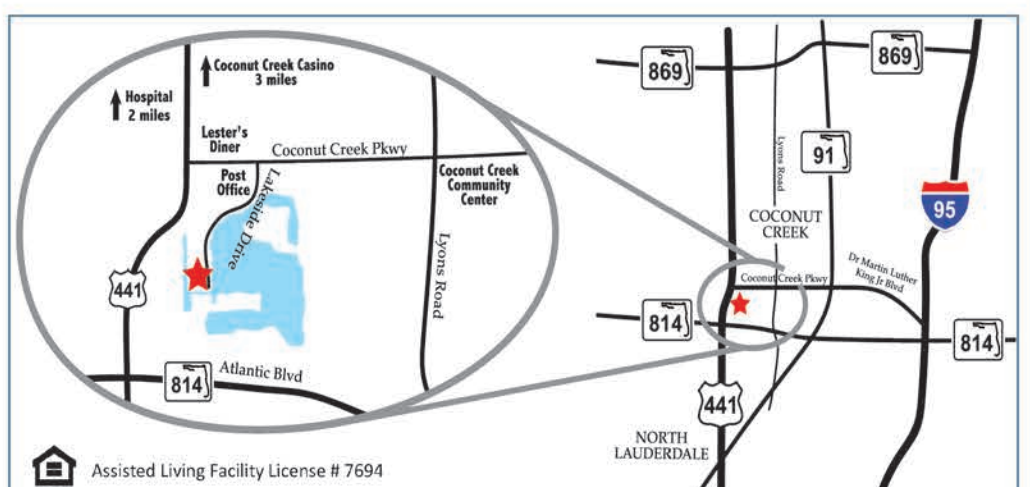 Coconut Creek Casino
3 miles
Hospital
2 miles
Lester's
Diner
Coconut Creek Pkwy
Post
Office
Lakeside Drive
Coconut Creek
Community
Center
Lyons Road
441
814
Atlantic Blvd
869
869
91
Lyons Road
95
COCONUT
CREEK
Coconut Creek Pkwy
Dr Martin Luther
King Jr Blvd
814
814
441
NORTH
LAUDERDALE
Assisted Living Facility License # 7694